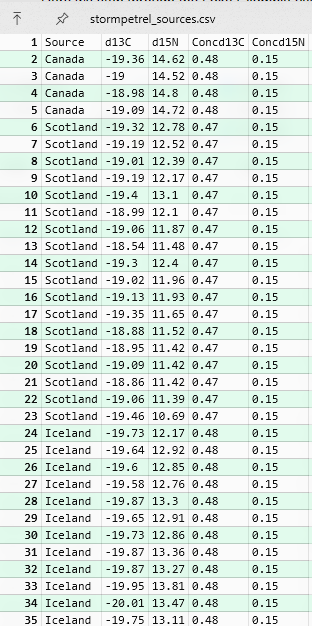 stormpetrel_sources.csv
1 Source d13C d15N Concd13C Concd15N
2 Canada -19.36 14.62 0.48 0.15
3 Canada -19 14.52 0.48 0.15
4 Canada -18.98 14.8 0.48 0.15
5 Canada -19.09 14.72 0.48 0.15
6 Scotland -19.32 12.78 0.47 0.15
7 Scotland -19.19 12.52 0.47 0.15
8 Scotland -19.01 12.39 0.47 0.15
9 Scotland -19.19 12.17 0.47 0.15
10 Scotland -19.4 13.1 0.47 0.15
11 Scotland -18.99 12.1 0.47 0.15
12 Scotland -19.06 11.87 0.47 0.15
13 Scotland -18.54 11.48 0.47 0.15
14 Scotland -19.3 12.4 0.47 0.15
15 Scotland -19.02 11.96 0.47 0.15
16 Scotland -19.13 11.93 0.47 0.15
17 Scotland -19.35 11.65 0.47 0.15
18 Scotland -18.88 11.52 0.47 0.15
19 Scotland -18.95 11.42 0.47 0.15
20 Scotland -19.09 11.42 0.47 0.15
21 Scotland -18.86 11.42 0.47 0.15
22 Scotland -19.06 11.39 0.47 0.15
23 Scotland -19.46 10.69 0.47 0.15
24 Iceland -19.73 12.17 0.48 0.15
25 Iceland -19.64 12.92 0.48 0.15
26 Iceland -19.6 12.85 0.48 0.15
27 Iceland -19.58 12.76 0.48 0.15
28 Iceland -19.87 13.3 0.48 0.15
29 Iceland -19.65 12.91 0.48 0.15
30 Iceland -19.73 12.86 0.48 0.15
31 Iceland -19.87 13.36 0.48 0.15
32 Iceland -19.87 13.27 0.48 0.15
33 Iceland -19.95 13.81 0.48 0.15
34 Iceland -20.01 13.47 0.48 0.15
35 Iceland -19.75 13.11 0.48 0.15